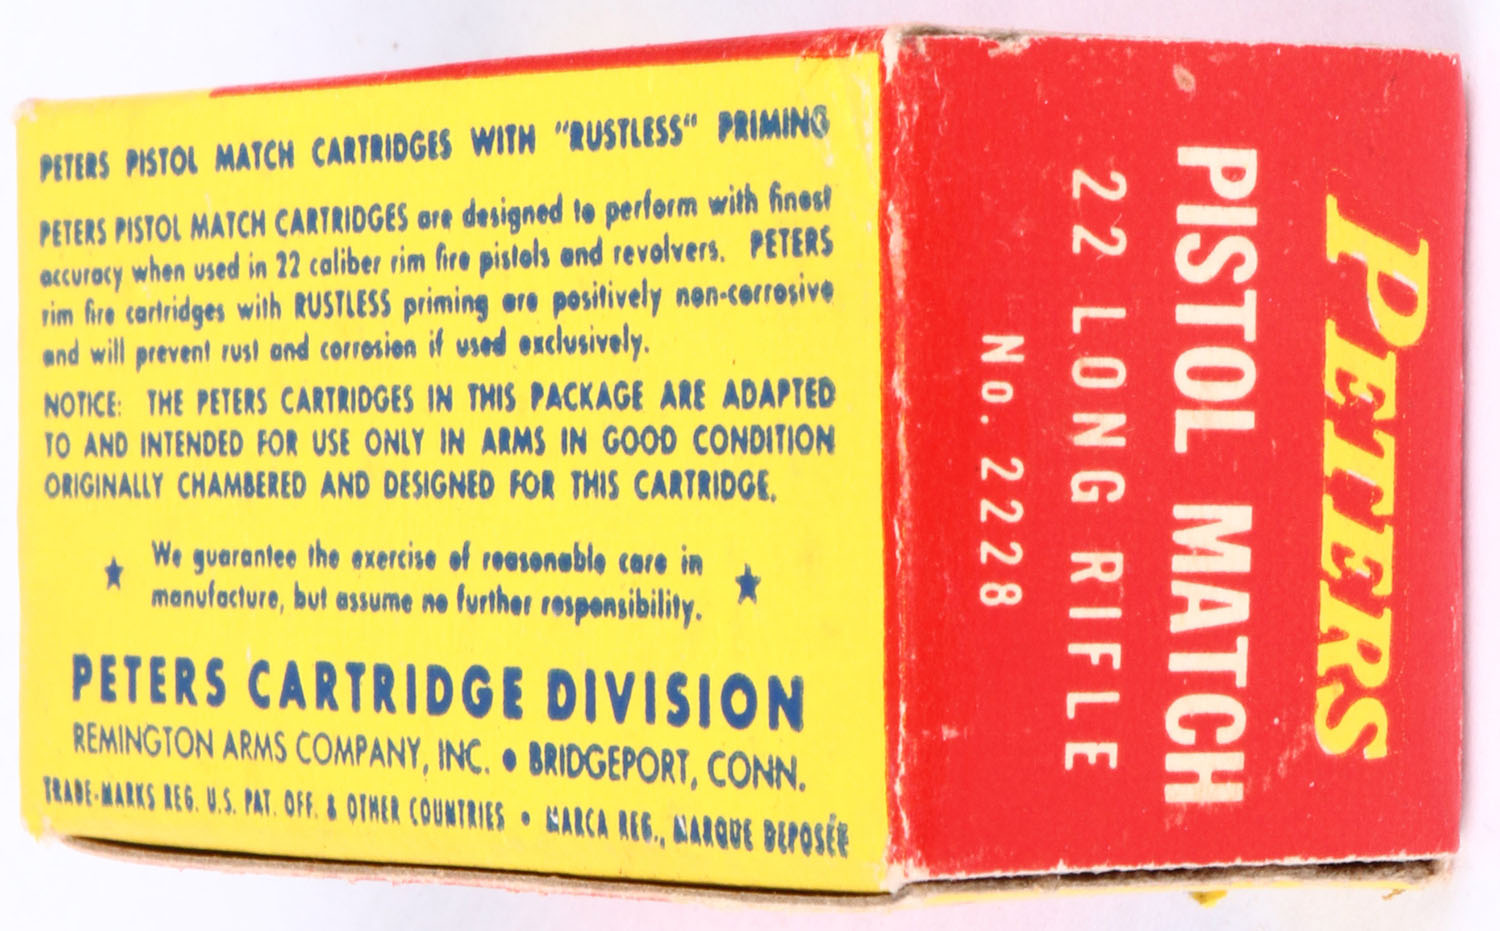 PETERS PISTOL MATCH CARTRIDGES WITH "RUSTLESS" PRIMING
PETERS PISTOL MATCH CARTRIDGES are designed to perform with finest
accuracy when used in 22 caliber rim fire pistols and revolvers. PETERS
rim fire cartridges with RUSTLESS priming are positively non-corrosive
and will prevent rust and corrosion if used exclusively.
NOTICE: THE PETERS CARTRIDGES IN THIS PACKAGE ARE ADAPTED
TO AND INTENDED FOR USE ONLY IN ARMS IN GOOD CONDITION
ORIGINALLY CHAMBERED AND DESIGNED FOR THIS CARTRIDGE.
★ We guarantee the exercise of reasonable care in ★
manufacture, but assume no further responsibility.
PETERS CARTRIDGE DIVISION
REMINGTON ARMS COMPANY, INC. • BRIDGEPORT, CONN.
TRADE-MARKS REG. U.S. PAT. OFF. & OTHER COUNTRIES • MARCA REG., MARQUE DEPOSÉE
PETERS
PISTOL MATCH
22 LONG RIFLE
No. 2228